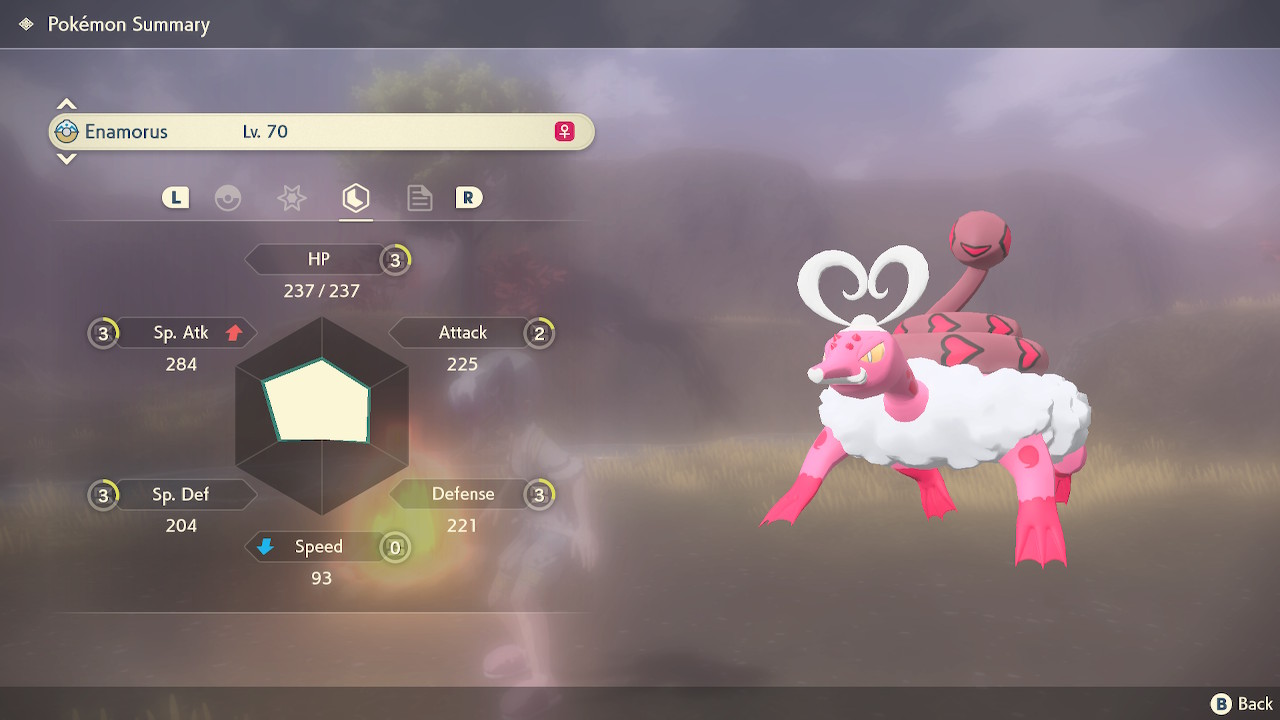 Pokémon Summary
Enamorus Lv. 70 ♀
L R
HP 3
237 / 237
3 Sp. Atk
284
Attack 2
225
3 Sp. Def
204
Defense 3
221
Speed 0
93
B Back